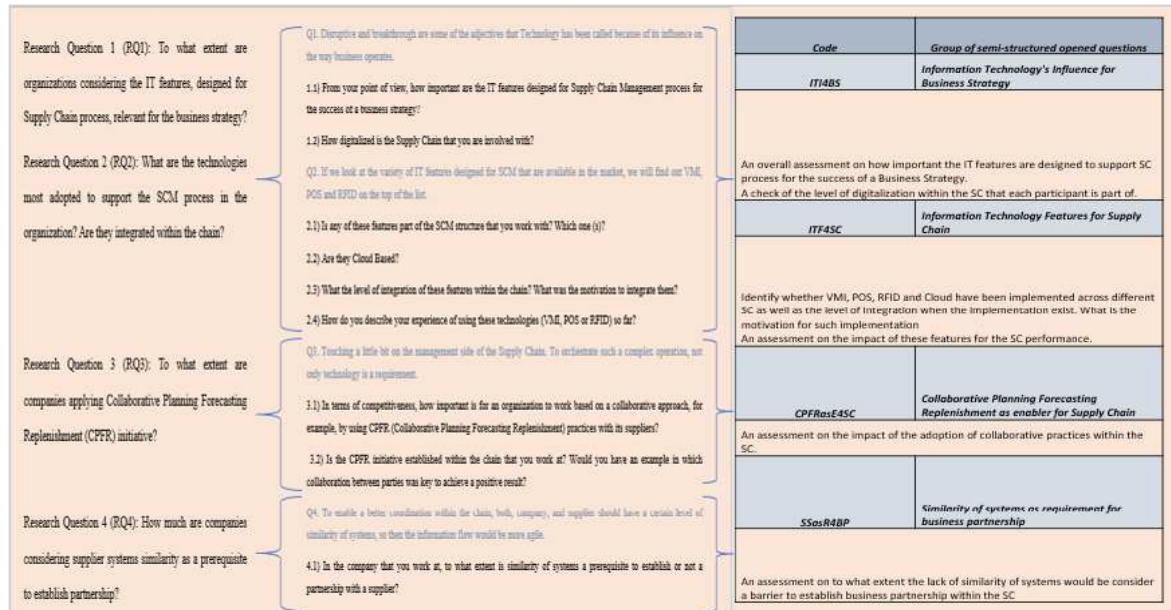 Research Question 1 (RQ1): To what extent are
organizations considering the IT features, designed for
Supply Chain process, relevant for the business strategy?
Research Question 2 (RQ2): What are the technologies
most adopted to support the SCM process in the
organization? Are they integrated within the chain?
Research Question 3 (RQ3): To what extent are
companies applying Collaborative Planning Forecasting
Replenishment (CPFR) initiative?
Research Question 4 (RQ4): How much are companies
considering supplier systems similarity as a prerequisite
to establish partnership?
Q1. Disruptive and breakthrough are some of the adjectives that Technology has been called because of its influence on
the way business operates.
1.1) From your point of view, how important are the IT features designed for Supply Chain Management process for
the success of a business strategy?
1.2) How digitalized is the Supply Chain that you are involved with?
Q2. If we look at the variety of IT features designed for SCM that are available in the market, we will find out VMI,
POS and RFID on the top of the list.
2.1) Is any of these features part of the SCM structure that you work with? Which one (s)?
2.2) Are they Cloud Based?
2.3) What the level of integration of these features within the chain? What was the motivation to integrate them?
2.4) How do you describe your experience of using these technologies (VMI, POS or RFID) so far?
Q3. Touching a little bit on the management side of the Supply Chain. To orchestrate such a complex operation, not
only technology is a requirement.
3.1) In terms of competitiveness, how important is for an organization to work based on a collaborative approach, for
example, by using CPFR (Collaborative Planning Forecasting Replenishment) practices with its suppliers?
3.2) Is the CPFR initiative established within the chain that you work at? Would you have an example in which
collaboration between parties was key to achieve a positive result?
Q4. To enable a better coordination within the chain, both, company, and supplier should have a certain level of
similarity of systems, so then the information flow would be more agile.
4.1) In the company that you work at, to what extent is similarity of systems a prerequisite to establish or not a
partnership with a supplier?
Code Group of semi-structured opened questions
ITI4BS Information Technology's Influence for
Business Strategy
An overall assessment on how important the IT features are designed to support SC
process for the success of a Business Strategy.
A check of the level of digitalization within the SC that each participant is part of.
ITF4SC Information Technology Features for Supply
Chain
Identify whether VMI, POS, RFID and Cloud have been implemented across different
SC as well as the level of integration when the implementation exist. What is the
motivation for such implementation
An assessment on the impact of these features for the SC performance.
CPFRasE4SC Collaborative Planning Forecasting
Replenishment as enabler for Supply Chain
An assessment on the impact of the adoption of collaborative practices within the
SC.
SSasR4BP Similarity of systems as requirement for
business partnership
An assessment on to what extent the lack of similarity of systems would be consider
a barrier to establish business partnership within the SC